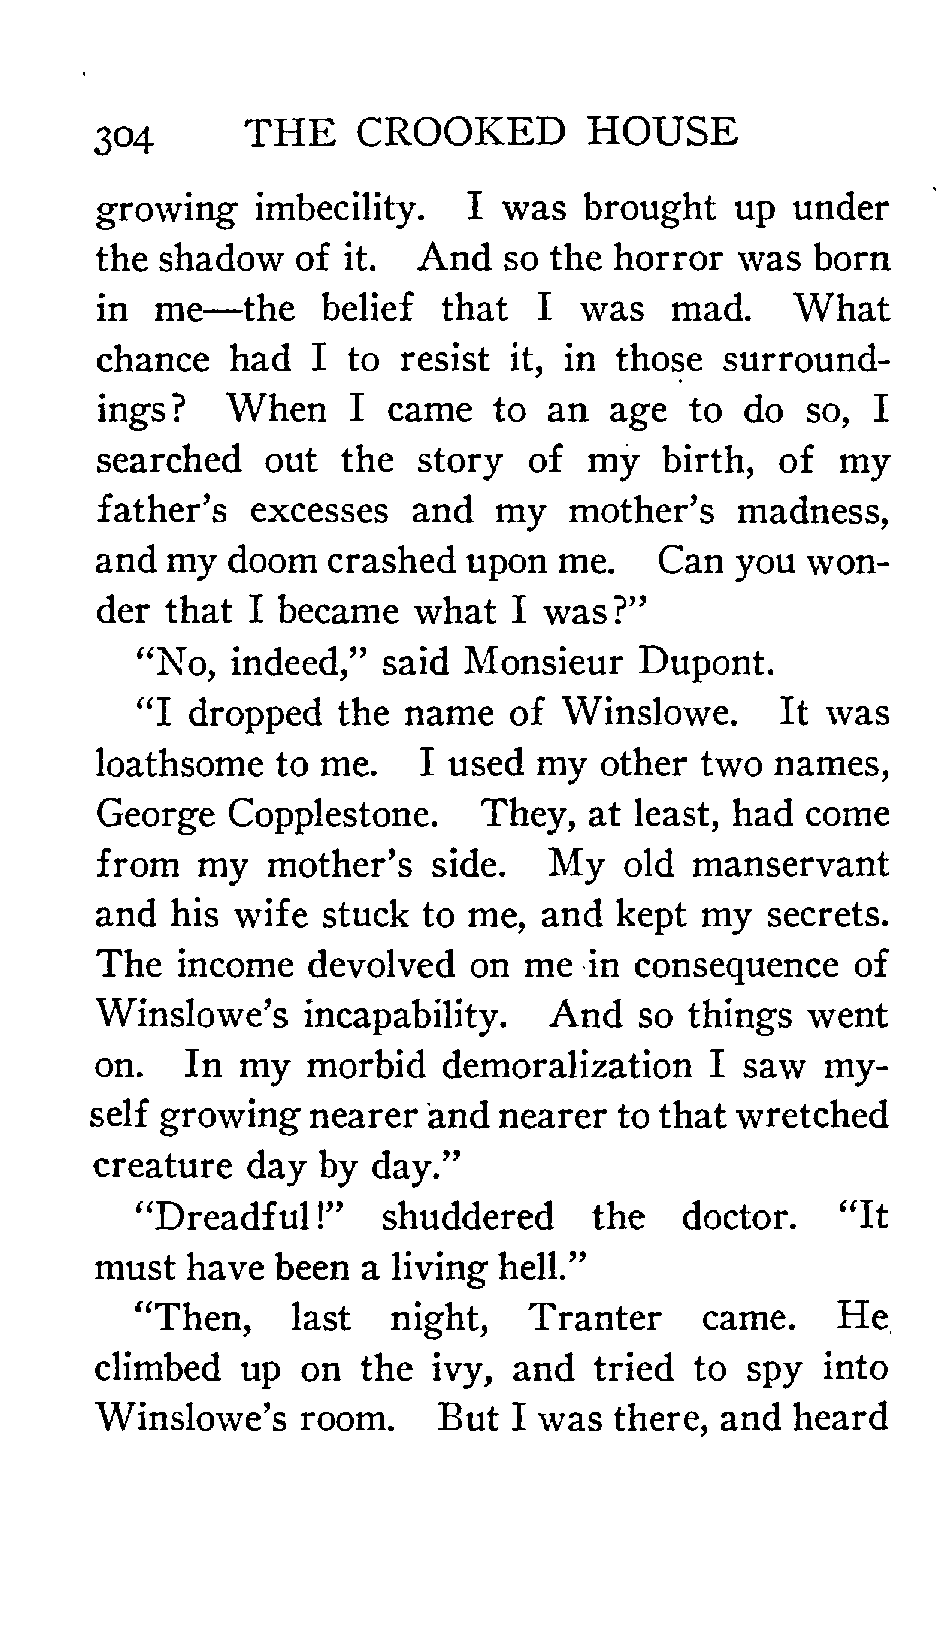 304 THE CROOKED HOUSE
growing imbecility. I was brought up under
the shadow of it. And so the horror was born
in me—the belief that I was mad. What
chance had I to resist it, in those surround-
ings? When I came to an age to do so, I
searched out the story of my birth, of my
father's excesses and my mother's madness,
and my doom crashed upon me. Can you won-
der that I became what I was?"
"No, indeed," said Monsieur Dupont.
"I dropped the name of Winslowe. It was
loathsome to me. I used my other two names,
George Copplestone. They, at least, had come
from my mother's side. My old manservant
and his wife stuck to me, and kept my secrets.
The income devolved on me in consequence of
Winslowe's incapability. And so things went
on. In my morbid demoralization I saw my-
self growing nearer and nearer to that wretched
creature day by day."
"Dreadful!" shuddered the doctor. "It
must have been a living hell."
"Then, last night, Tranter came. He
climbed up on the ivy, and tried to spy into
Winslowe's room. But I was there, and heard